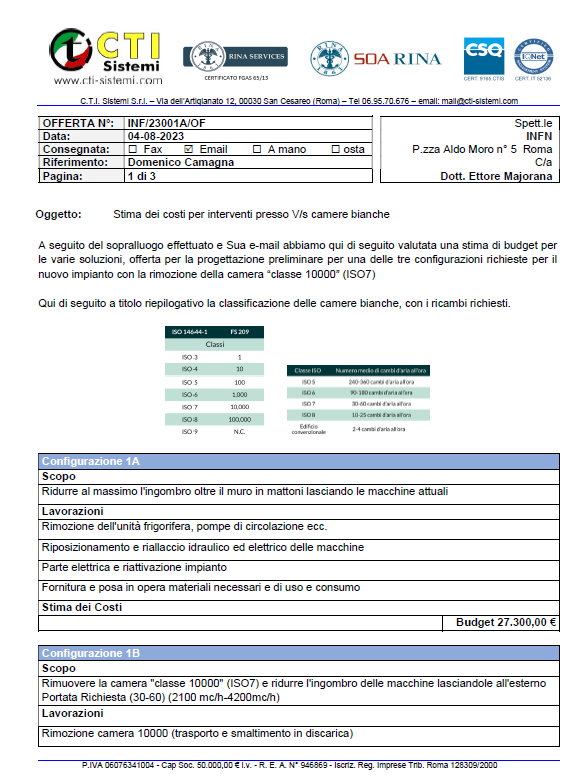 CTI
Sistemi
www.cti-sistemi.com
RINA
RINA SERVICES
CERTIFICATO FGAS 65/13
RINA
SOA RINA
CSQ
CERT. 9165.CTIS
IQNet
CERT. IT 52136
C.T.I. Sistemi S.r.l. – Via dell'Artigianato 12, 00030 San Cesareo (Roma) – Tel 06.95.70.676 – email: mail@cti-sistemi.com
OFFERTA N°: INF/23001A/OF
Data: 04-08-2023
Consegnata: ☐ Fax ☑ Email ☐ A mano ☐ osta
Riferimento: Domenico Camagna
Pagina: 1 di 3
Spett.le
INFN
P.zza Aldo Moro n° 5 Roma
C/a
Dott. Ettore Majorana
Oggetto: Stima dei costi per interventi presso V/s camere bianche
A seguito del sopralluogo effettuato e Sua e-mail abbiamo qui di seguito valutata una stima di budget per
le varie soluzioni, offerta per la progettazione preliminare per una delle tre configurazioni richieste per il
nuovo impianto con la rimozione della camera “classe 10000” (ISO7)
Qui di seguito a titolo riepilogativo la classificazione delle camere bianche, con i ricambi richiesti.
ISO 14644-1 FS 209
Classi
ISO 3 1
ISO 4 10
ISO 5 100
ISO 6 1,000
ISO 7 10,000
ISO 8 100,000
ISO 9 N.C.
Classe ISO Numero medio di cambi d'aria all'ora
ISO 5 240-360 cambi d'aria all'ora
ISO 6 90-180 cambi d'aria all'ora
ISO 7 30-60 cambi d'aria all'ora
ISO 8 10-25 cambi d'aria all'ora
Edificio
convenzionale 2-4 cambi d'aria all'ora
Configurazione 1A
Scopo
Ridurre al massimo l'ingombro oltre il muro in mattoni lasciando le macchine attuali
Lavorazioni
Rimozione dell'unità frigorifera, pompe di circolazione ecc.
Riposizionamento e riallaccio idraulico ed elettrico delle macchine
Parte elettrica e riattivazione impianto
Fornitura e posa in opera materiali necessari e di uso e consumo
Stima dei Costi
Budget 27.300,00 €
Configurazione 1B
Scopo
Rimuovere la camera "classe 10000" (ISO7) e ridurre l'ingombro delle macchine lasciandole all'esterno
Portata Richiesta (30-60) (2100 mc/h-4200mc/h)
Lavorazioni
Rimozione camera 10000 (trasporto e smaltimento in discarica)
P.IVA 06076341004 - Cap Soc. 50.000,00 € i.v. - R. E. A. N° 946869 - Iscriz. Reg. Imprese Trib. Roma 128309/2000